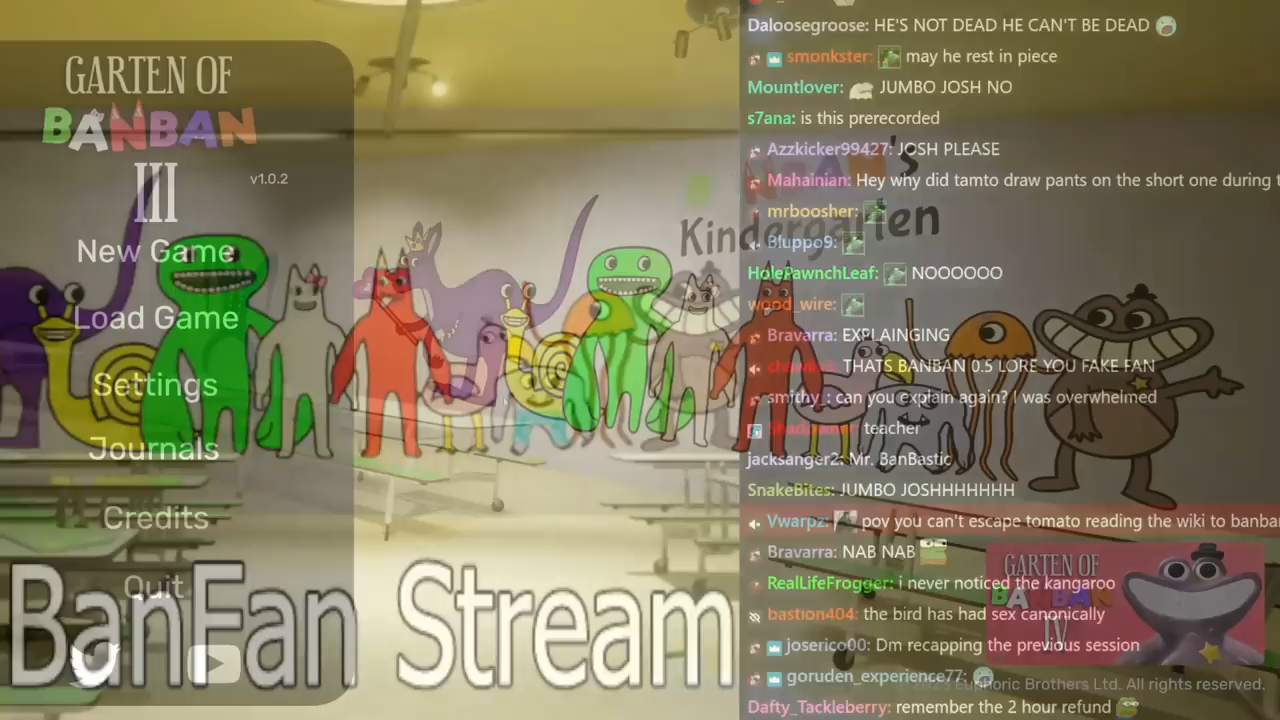 GARTEN OF
BANBAN
III
v1.0.2
New Game
Load Game
Settings
Journals
Credits
Quit
BanFan Stream
's
Kindergarten
Daloosegroose: HE'S NOT DEAD HE CAN'T BE DEAD
smonkster: may he rest in piece
Mountlover: JUMBO JOSH NO
s7ana: is this prerecorded
Azzkicker99427: JOSH PLEASE
Mahainian: Hey why did tamto draw pants on the short one during
mrboosher:
Bluppo9:
HolePawnchLeaf: NOOOOOO
wood_wire:
Bravarra: EXPLAINGING
THATS BANBAN 0.5 LORE YOU FAKE FAN
smithy_: can you explain again? I was overwhelmed
teacher
jacksanger2: Mr. BanBastic
SnakeBites: JUMBO JOSHHHHHHH
Vwarpz: pov you can't escape tomato reading the wiki to banba
Bravarra: NAB NAB
RealLifeFrogger: i never noticed the kangaroo
bastion404: the bird has had sex canonically
joserico00: Dm recapping the previous session
goruden_experience77:
Dafty_Tackleberry: remember the 2 hour refund
GARTEN OF
BANBAN
IV
Euphoric Brothers Ltd. All rights reserved.